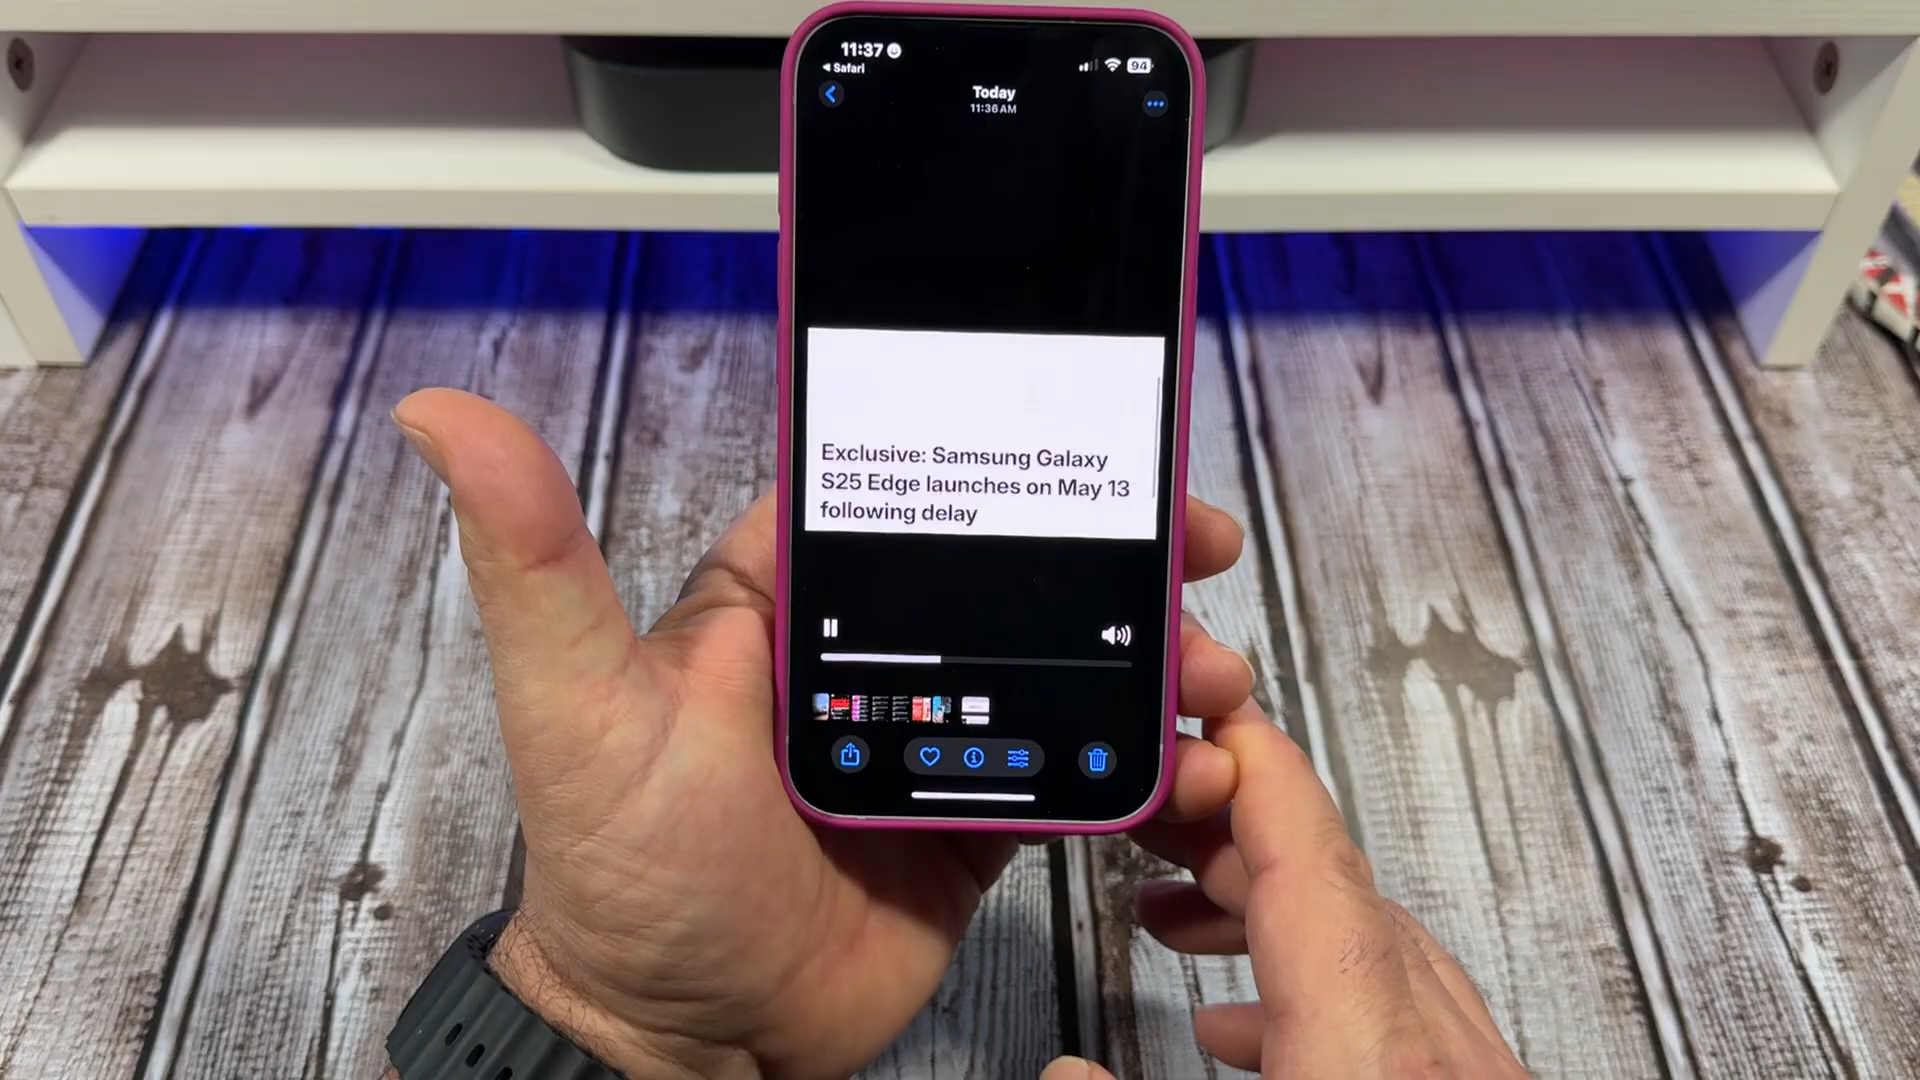 11:37
Safari
94
Today
11:36 AM
Exclusive: Samsung Galaxy
S25 Edge launches on May 13
following delay